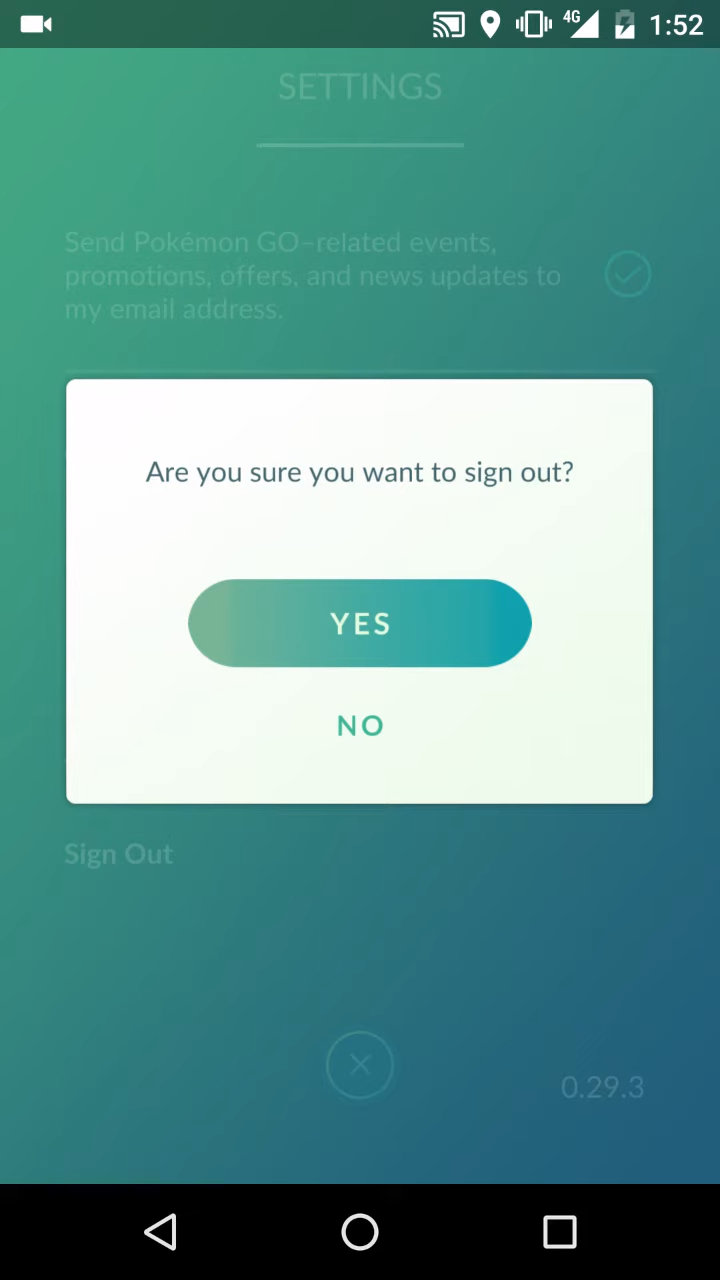 4G 1:52
SETTINGS
Send Pokémon GO–related events,
promotions, offers, and news updates to
my email address.
Are you sure you want to sign out?
YES
NO
Sign Out
0.29.3